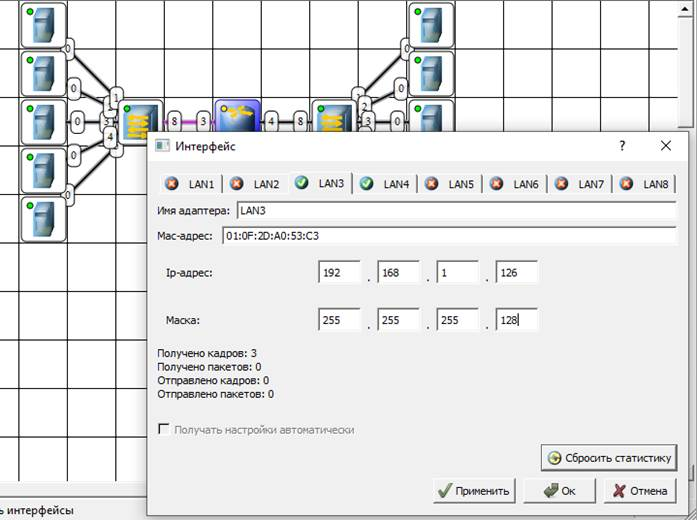 0
0
0
0
0
1
2
3
4
1
8
3
4
8
0
0
0
1
2
3
Интерфейс
?
LAN1 LAN2 LAN3 LAN4 LAN5 LAN6 LAN7 LAN8
Имя адаптера: LAN3
Mac-адрес: 01:0F:2D:A0:53:C3
Ip-адрес: 192 . 168 . 1 . 126
Маска: 255 . 255 . 255 . 128
Получено кадров: 3
Получено пакетов: 0
Отправлено кадров: 0
Отправлено пакетов: 0
Получать настройки автоматически
Сбросить статистику
Применить Ок Отмена
ь интерфейсы